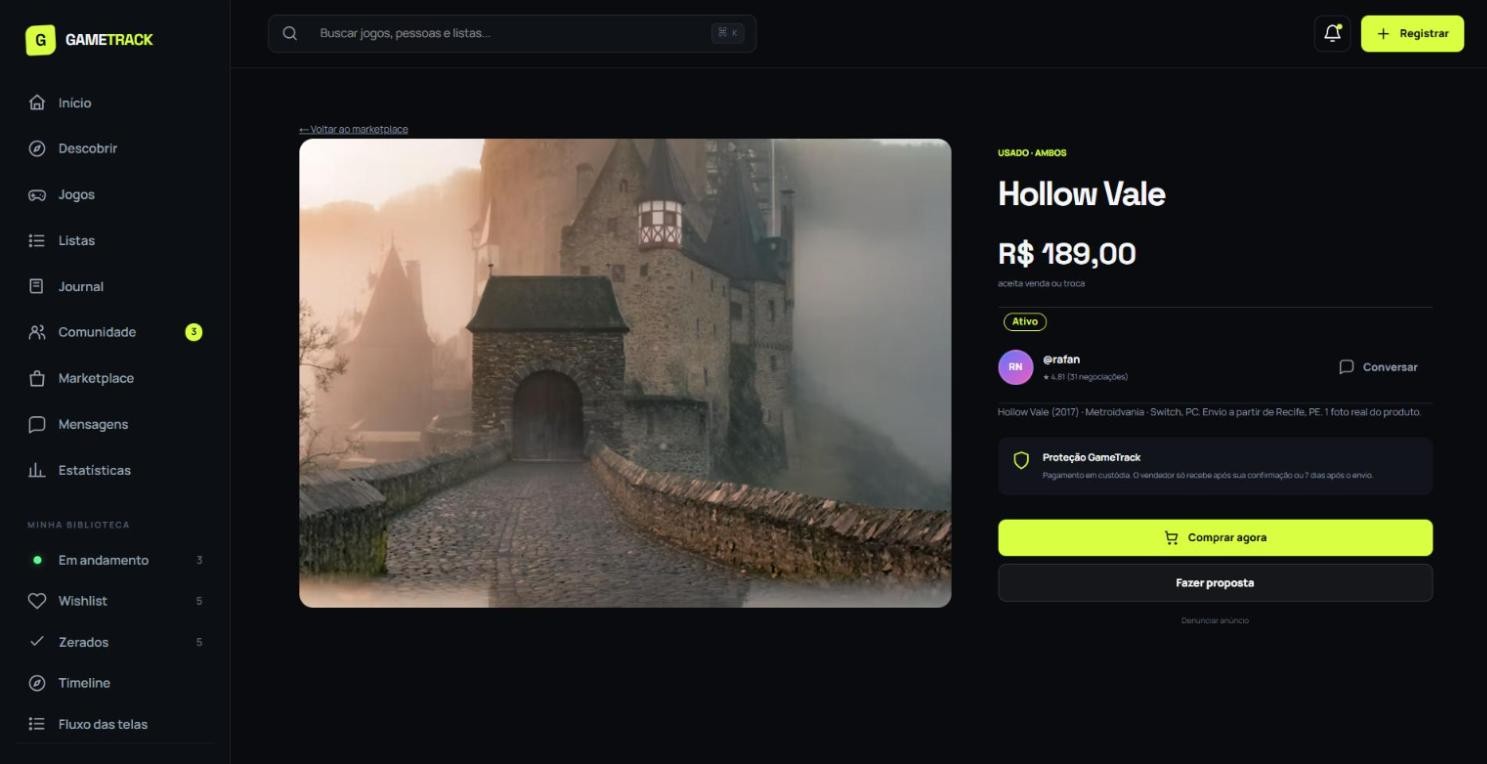 G GAMETRACK
Buscar jogos, pessoas e listas...
⌘ K
Registrar
Início
Descobrir
Jogos
Listas
Journal
Comunidade 3
Marketplace
Mensagens
Estatísticas
MINHA BIBLIOTECA
Em andamento 3
Wishlist 5
Zerados 5
Timeline
Fluxo das telas
← Voltar ao marketplace
USADO · AMBOS
Hollow Vale
R$ 189,00
aceita venda ou troca
Ativo
RN
@rafan
★ 4.81 (31 negociações)
Conversar
Hollow Vale (2017) · Metroidvania · Switch, PC. Envio a partir de Recife, PE. 1 foto real do produto.
Proteção GameTrack
Pagamento em custódia. O vendedor só recebe após sua confirmação ou 7 dias após o envio.
Comprar agora
Fazer proposta
Denunciar anúncio